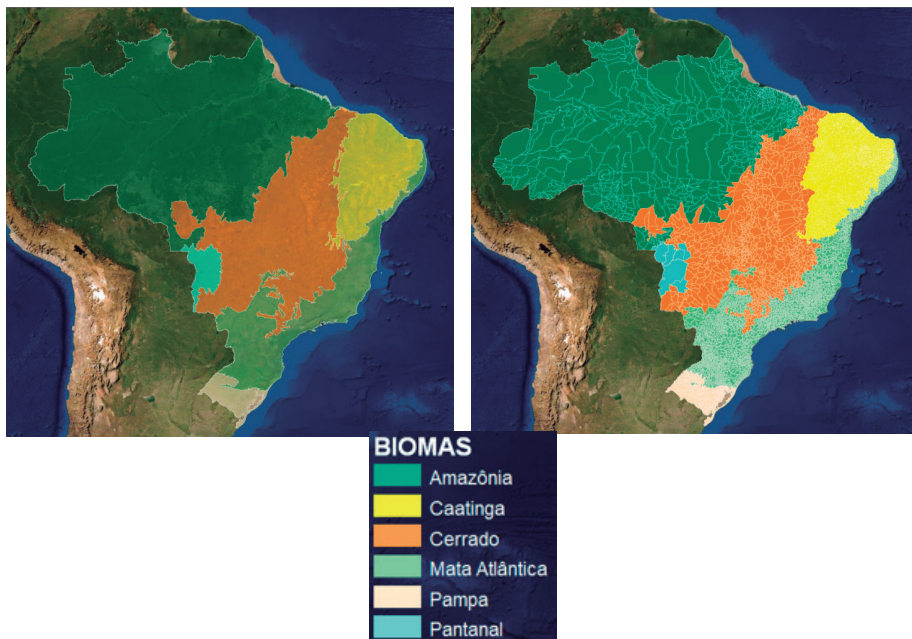 BIOMAS
Amazônia
Caatinga
Cerrado
Mata Atlântica
Pampa
Pantanal